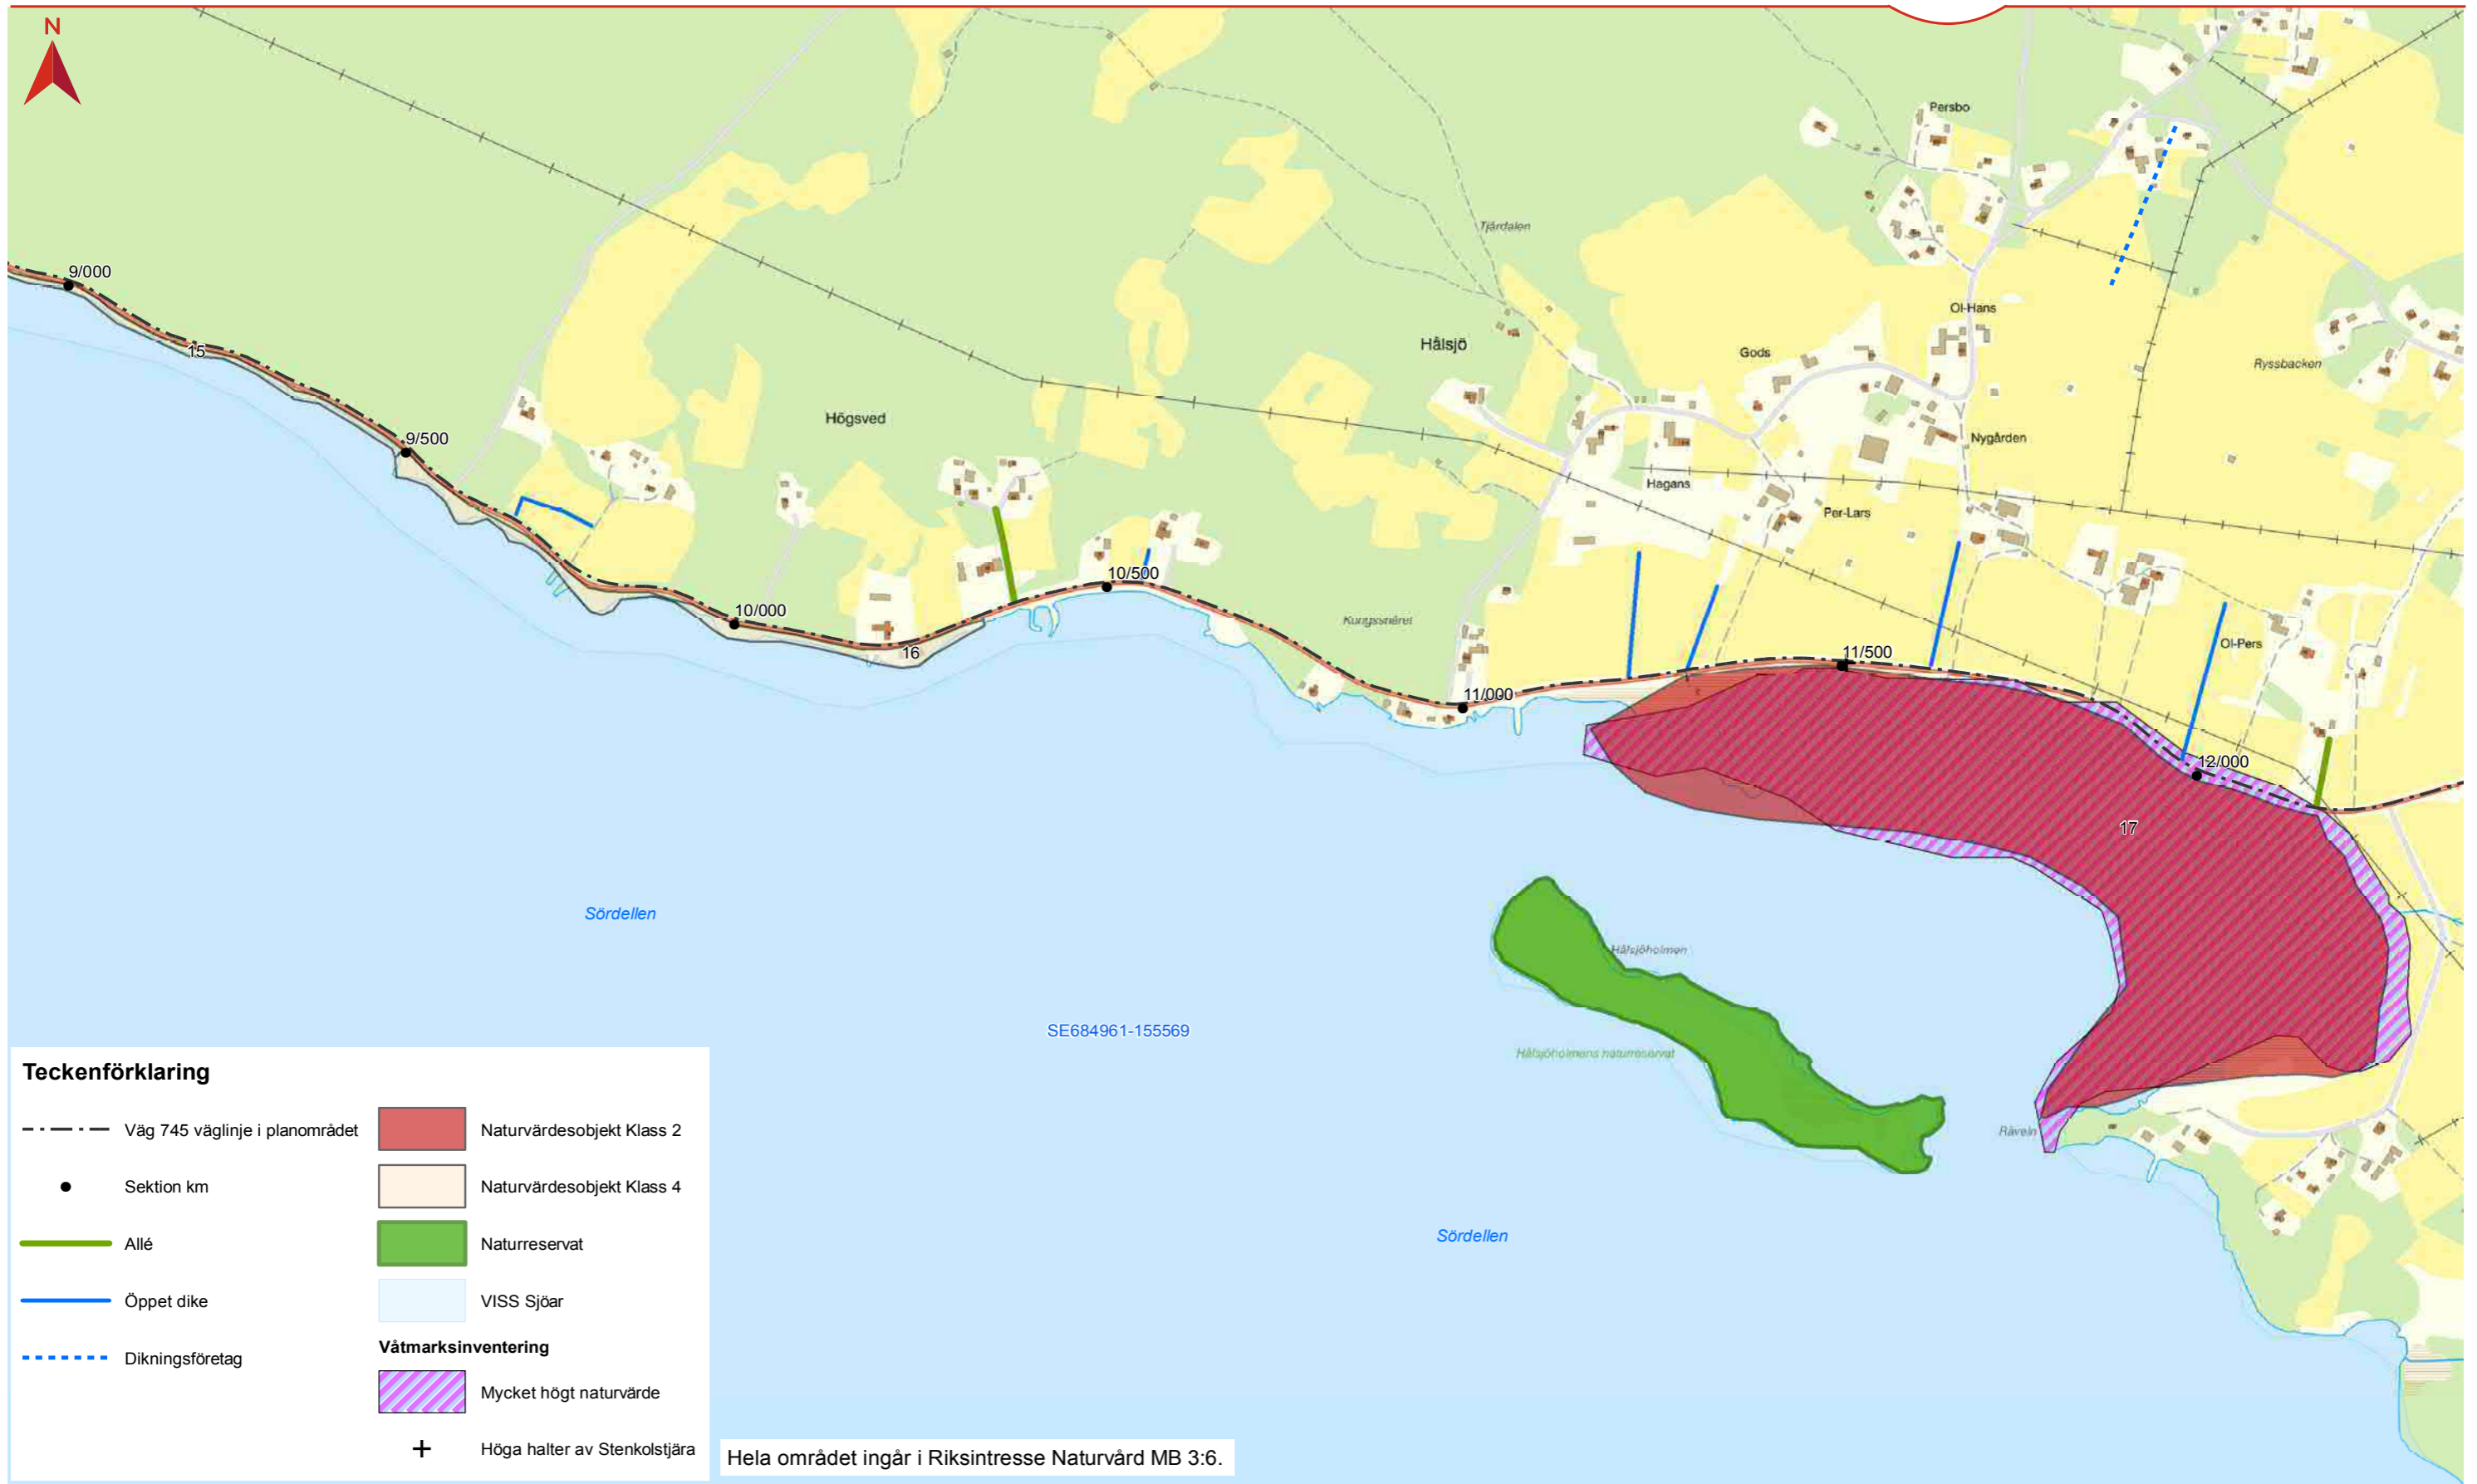 N
Persbo
Tjärdalen
9/000
Ol-Hans
Hålsjö
15
Gods
Ryssbacken
Högsved
9/500
Nygården
Hagans
Per-Lars
10/500
10/000
Ol-Pers
16
11/500
11/000
12/000
17
Sördellen
Hålsjöholmen
SE684961-155569
Hålsjöholmens naturreservat
Råveln
Sördellen
Teckenförklaring
Väg 745 väglinje i planområdet
Sektion km
Allé
Öppet dike
Dikningsföretag
Naturvärdesobjekt Klass 2
Naturvärdesobjekt Klass 4
Naturreservat
VISS Sjöar
Våtmarksinventering
Mycket högt naturvärde
Höga halter av Stenkolstjära
Hela området ingår i Riksintresse Naturvård MB 3:6.